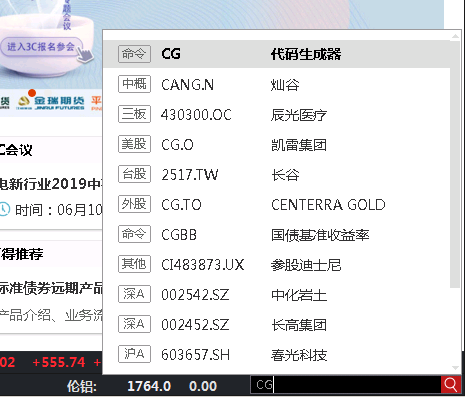 题会议
进入3C报名参会
货
金瑞期货
JINRUI FUTURES
平
C会议
电新行业2019中
时间：06月10
得推荐
标准债券远期产品
产品介绍、业务流
命令 CG 代码生成器
中概 CANG.N 灿谷
三板 430300.OC 辰光医疗
美股 CG.O 凯雷集团
台股 2517.TW 长谷
外股 CG.TO CENTERRA GOLD
命令 CGBB 国债基准收益率
其他 CI483873.UX 参股迪士尼
深A 002542.SZ 中化岩土
深A 002452.SZ 长高集团
沪A 603657.SH 春光科技
02 +555.74 +
伦铝: 1764.0 0.00
CG